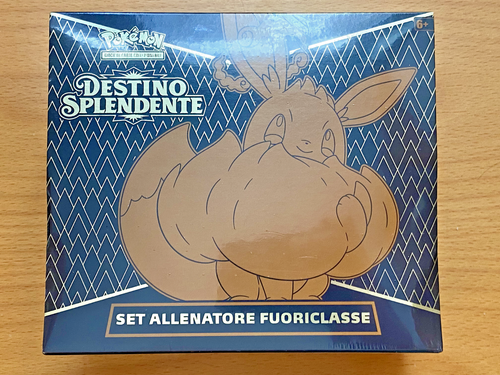 Pokémon
6+
DESTINO
SPLENDENTE
SET ALLENATORE FUORICLASSE